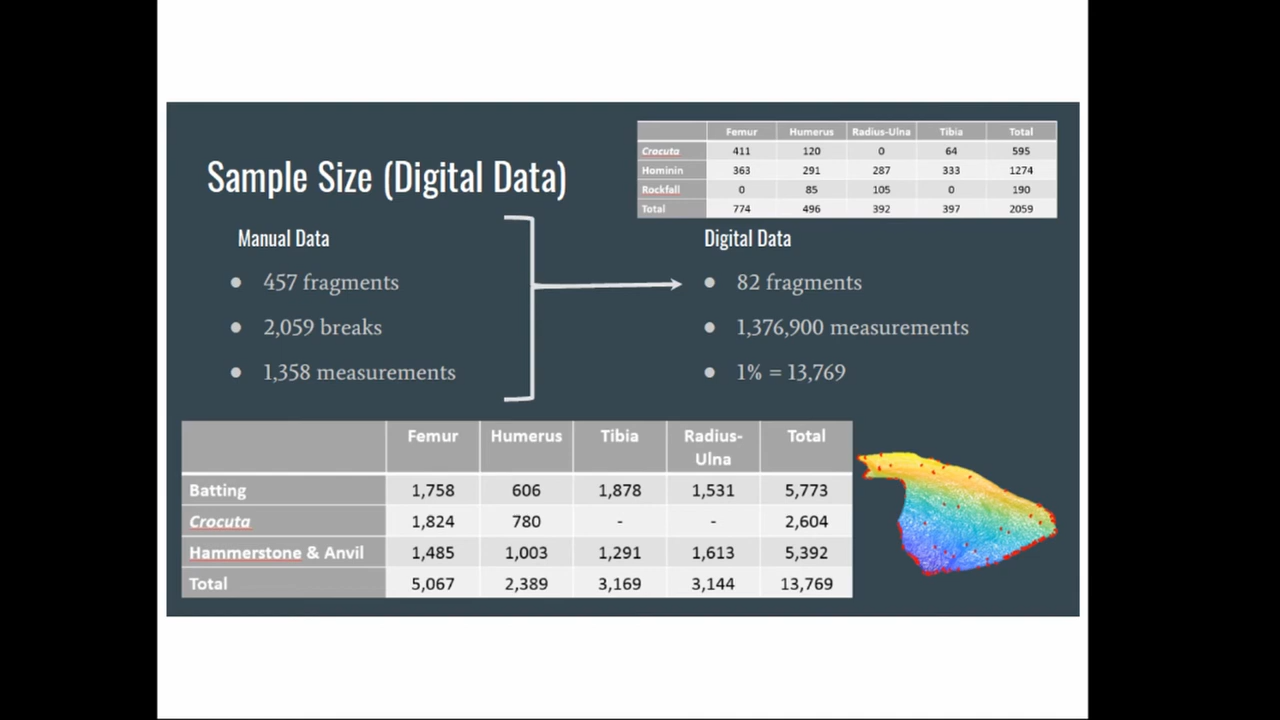 Sample Size (Digital Data)
Femur Humerus Radius-Ulna Tibia Total
Crocuta 411 120 0 64 595
Hominin 363 291 287 333 1274
Rockfall 0 85 105 0 190
Total 774 496 392 397 2059
Manual Data
● 457 fragments
● 2,059 breaks
● 1,358 measurements
Digital Data
● 82 fragments
● 1,376,900 measurements
● 1% = 13,769
Femur Humerus Tibia Radius-
Ulna Total
Batting 1,758 606 1,878 1,531 5,773
Crocuta 1,824 780 - - 2,604
Hammerstone & Anvil 1,485 1,003 1,291 1,613 5,392
Total 5,067 2,389 3,169 3,144 13,769